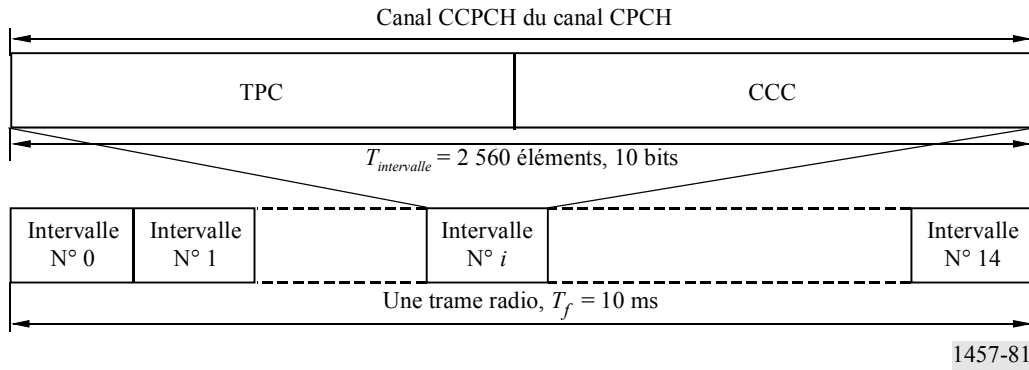 Canal CCPCH du canal CPCH
TPC
CCC
T_intervalle = 2 560 éléments, 10 bits
Intervalle
N° 0
Intervalle
N° 1
Intervalle
N° i
Intervalle
N° 14
Une trame radio, T_f = 10 ms
1457-81